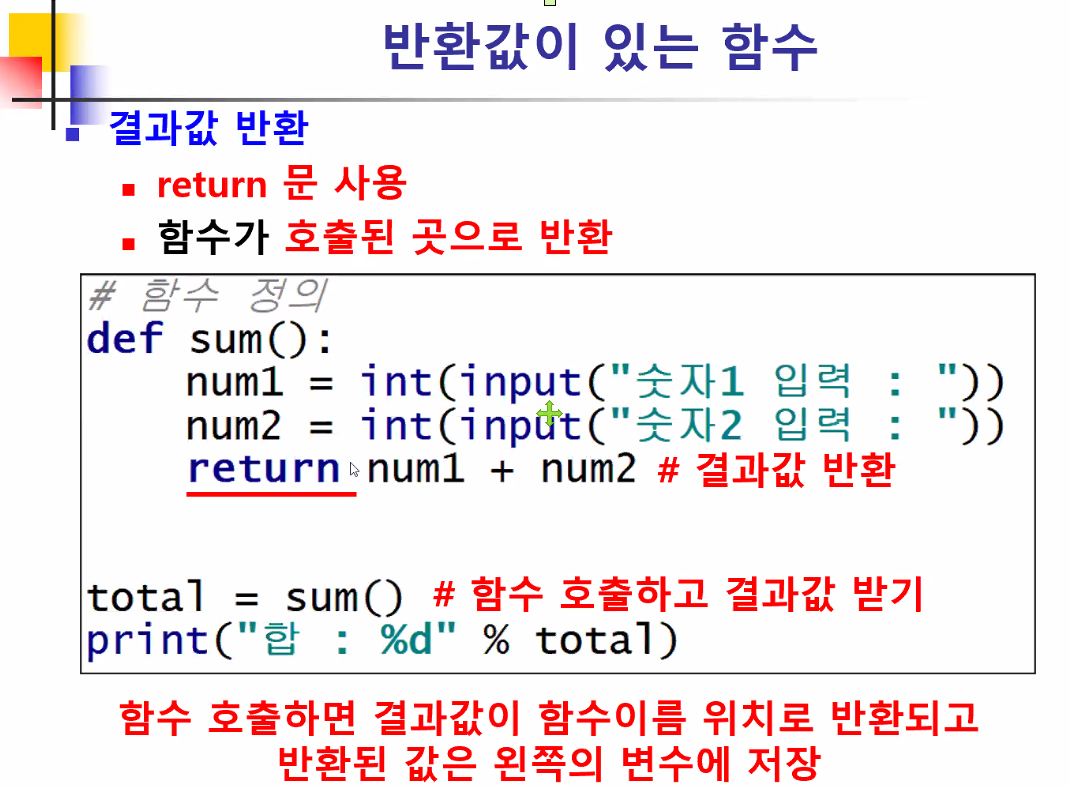 반환값이 있는 함수
결과값 반환
return 문 사용
함수가 호출된 곳으로 반환
# 함수 정의
def sum():
num1 = int(input("숫자1 입력 : "))
num2 = int(input("숫자2 입력 : "))
return num1 + num2 # 결과값 반환
total = sum() # 함수 호출하고 결과값 받기
print("합 : %d" % total)
함수 호출하면 결과값이 함수이름 위치로 반환되고
반환된 값은 왼쪽의 변수에 저장